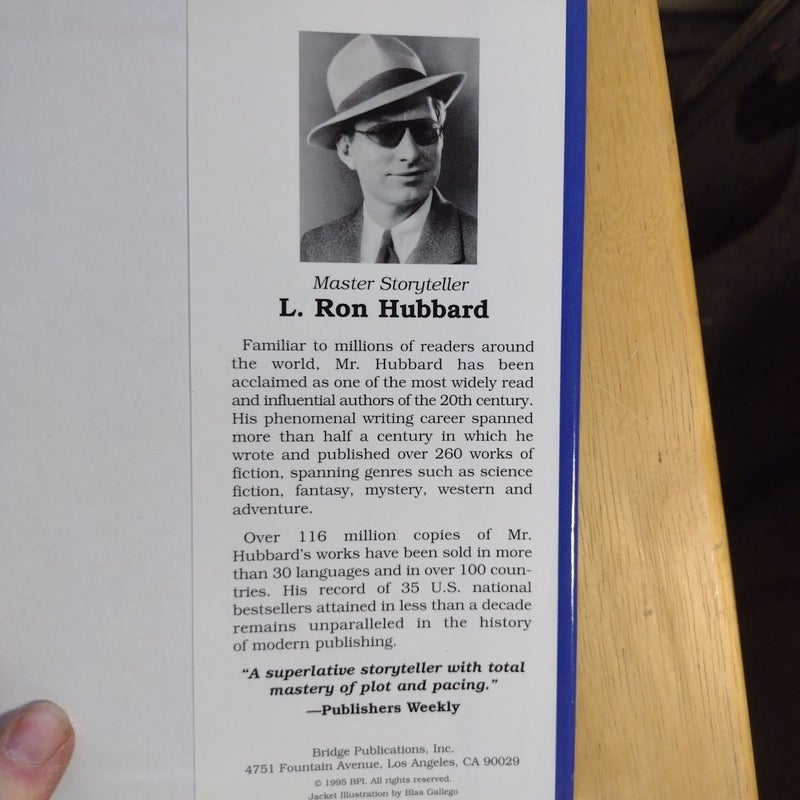 Master Storyteller
L. Ron Hubbard
Familiar to millions of readers around
the world, Mr. Hubbard has been
acclaimed as one of the most widely read
and influential authors of the 20th century.
His phenomenal writing career spanned
more than half a century in which he
wrote and published over 260 works of
fiction, spanning genres such as science
fiction, fantasy, mystery, western and
adventure.
Over 116 million copies of Mr.
Hubbard's works have been sold in more
than 30 languages and in over 100 coun-
tries. His record of 35 U.S. national
bestsellers attained in less than a decade
remains unparalleled in the history
of modern publishing.
"A superlative storyteller with total
mastery of plot and pacing."
—Publishers Weekly
Bridge Publications, Inc.
4751 Fountain Avenue, Los Angeles, CA 90029
© 1995 BPI. All rights reserved.
Jacket illustration by Blas Gallego